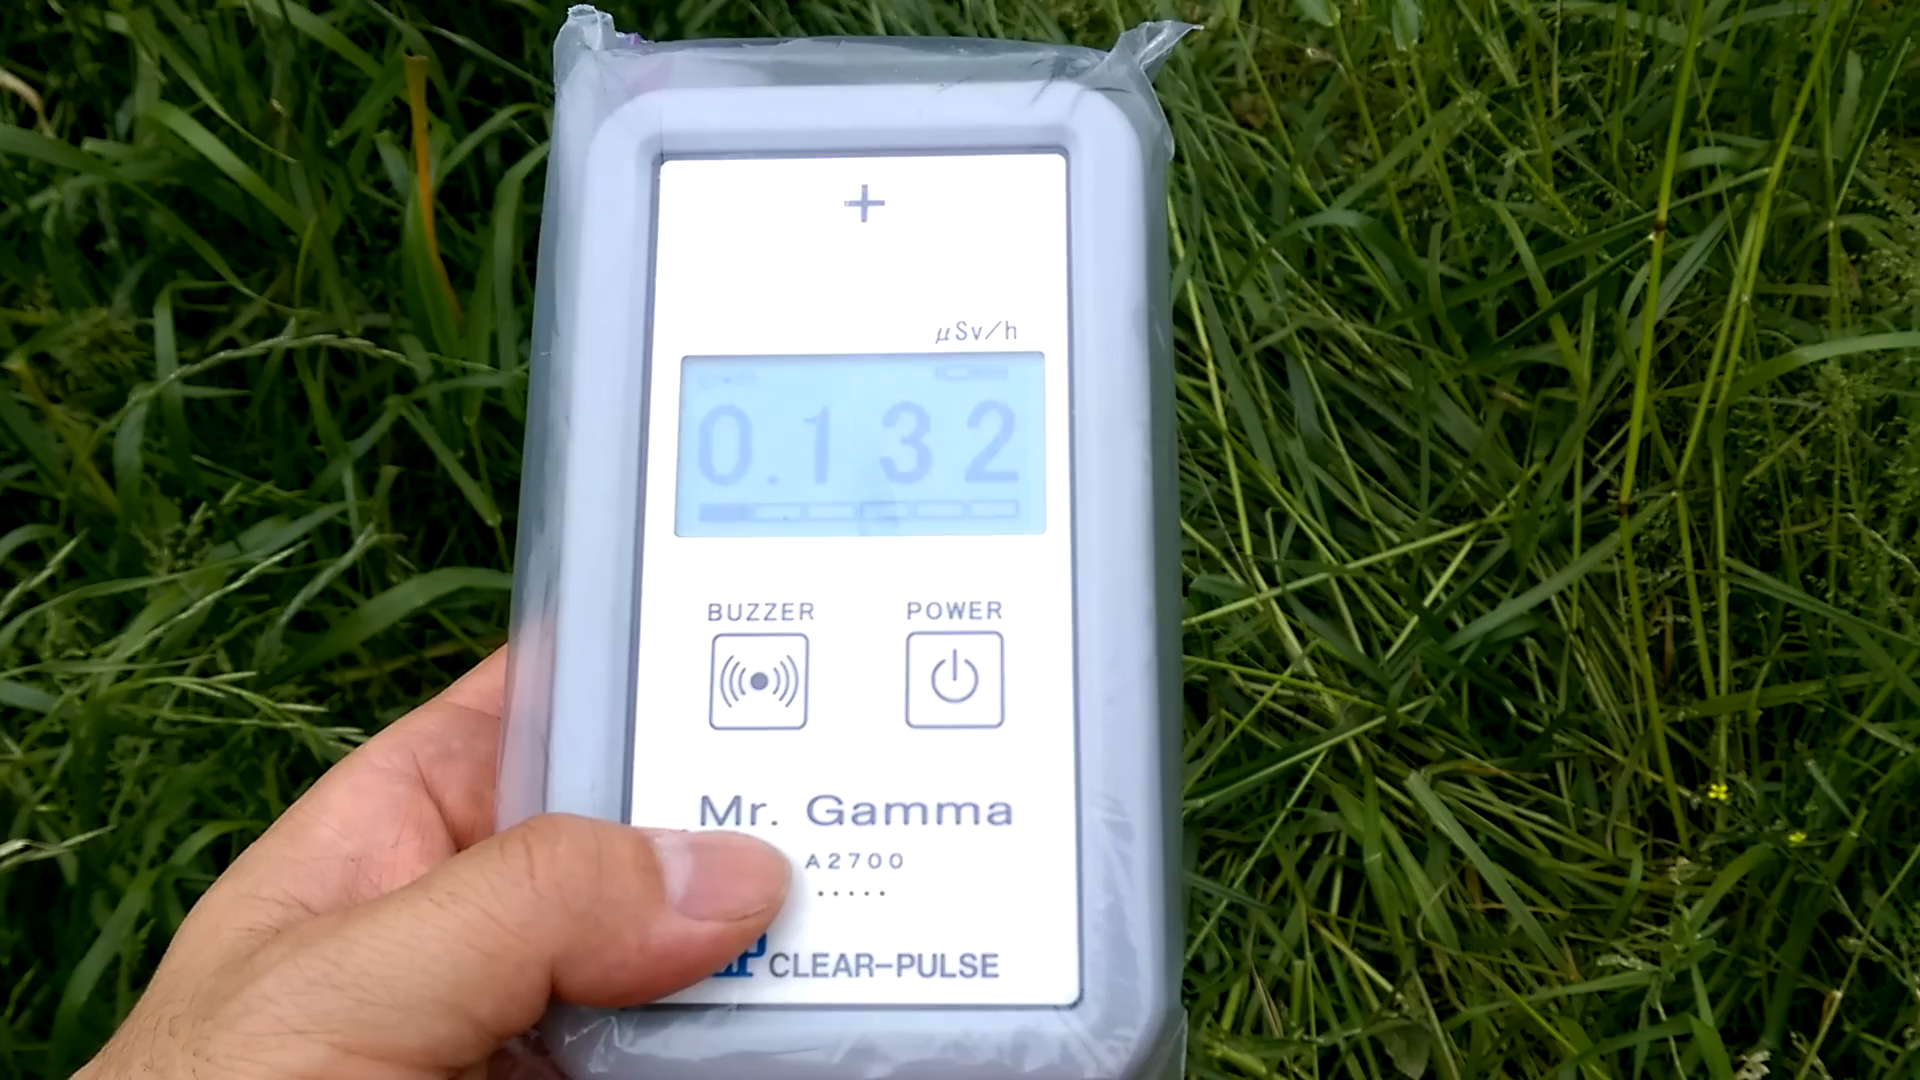 +
μSv/h
0.132
BUZZER
POWER
Mr. Gamma
A2700
CLEAR-PULSE